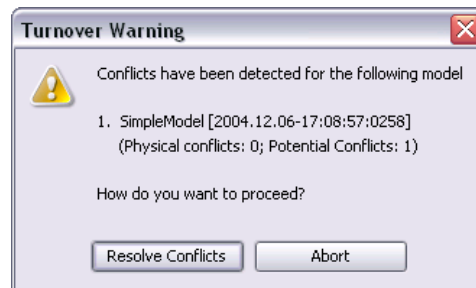 Turnover Warning
Conflicts have been detected for the following model
1. SimpleModel [2004.12.06-17:08:57:0258]
(Physical conflicts: 0; Potential Conflicts: 1)
How do you want to proceed?
Resolve Conflicts
Abort